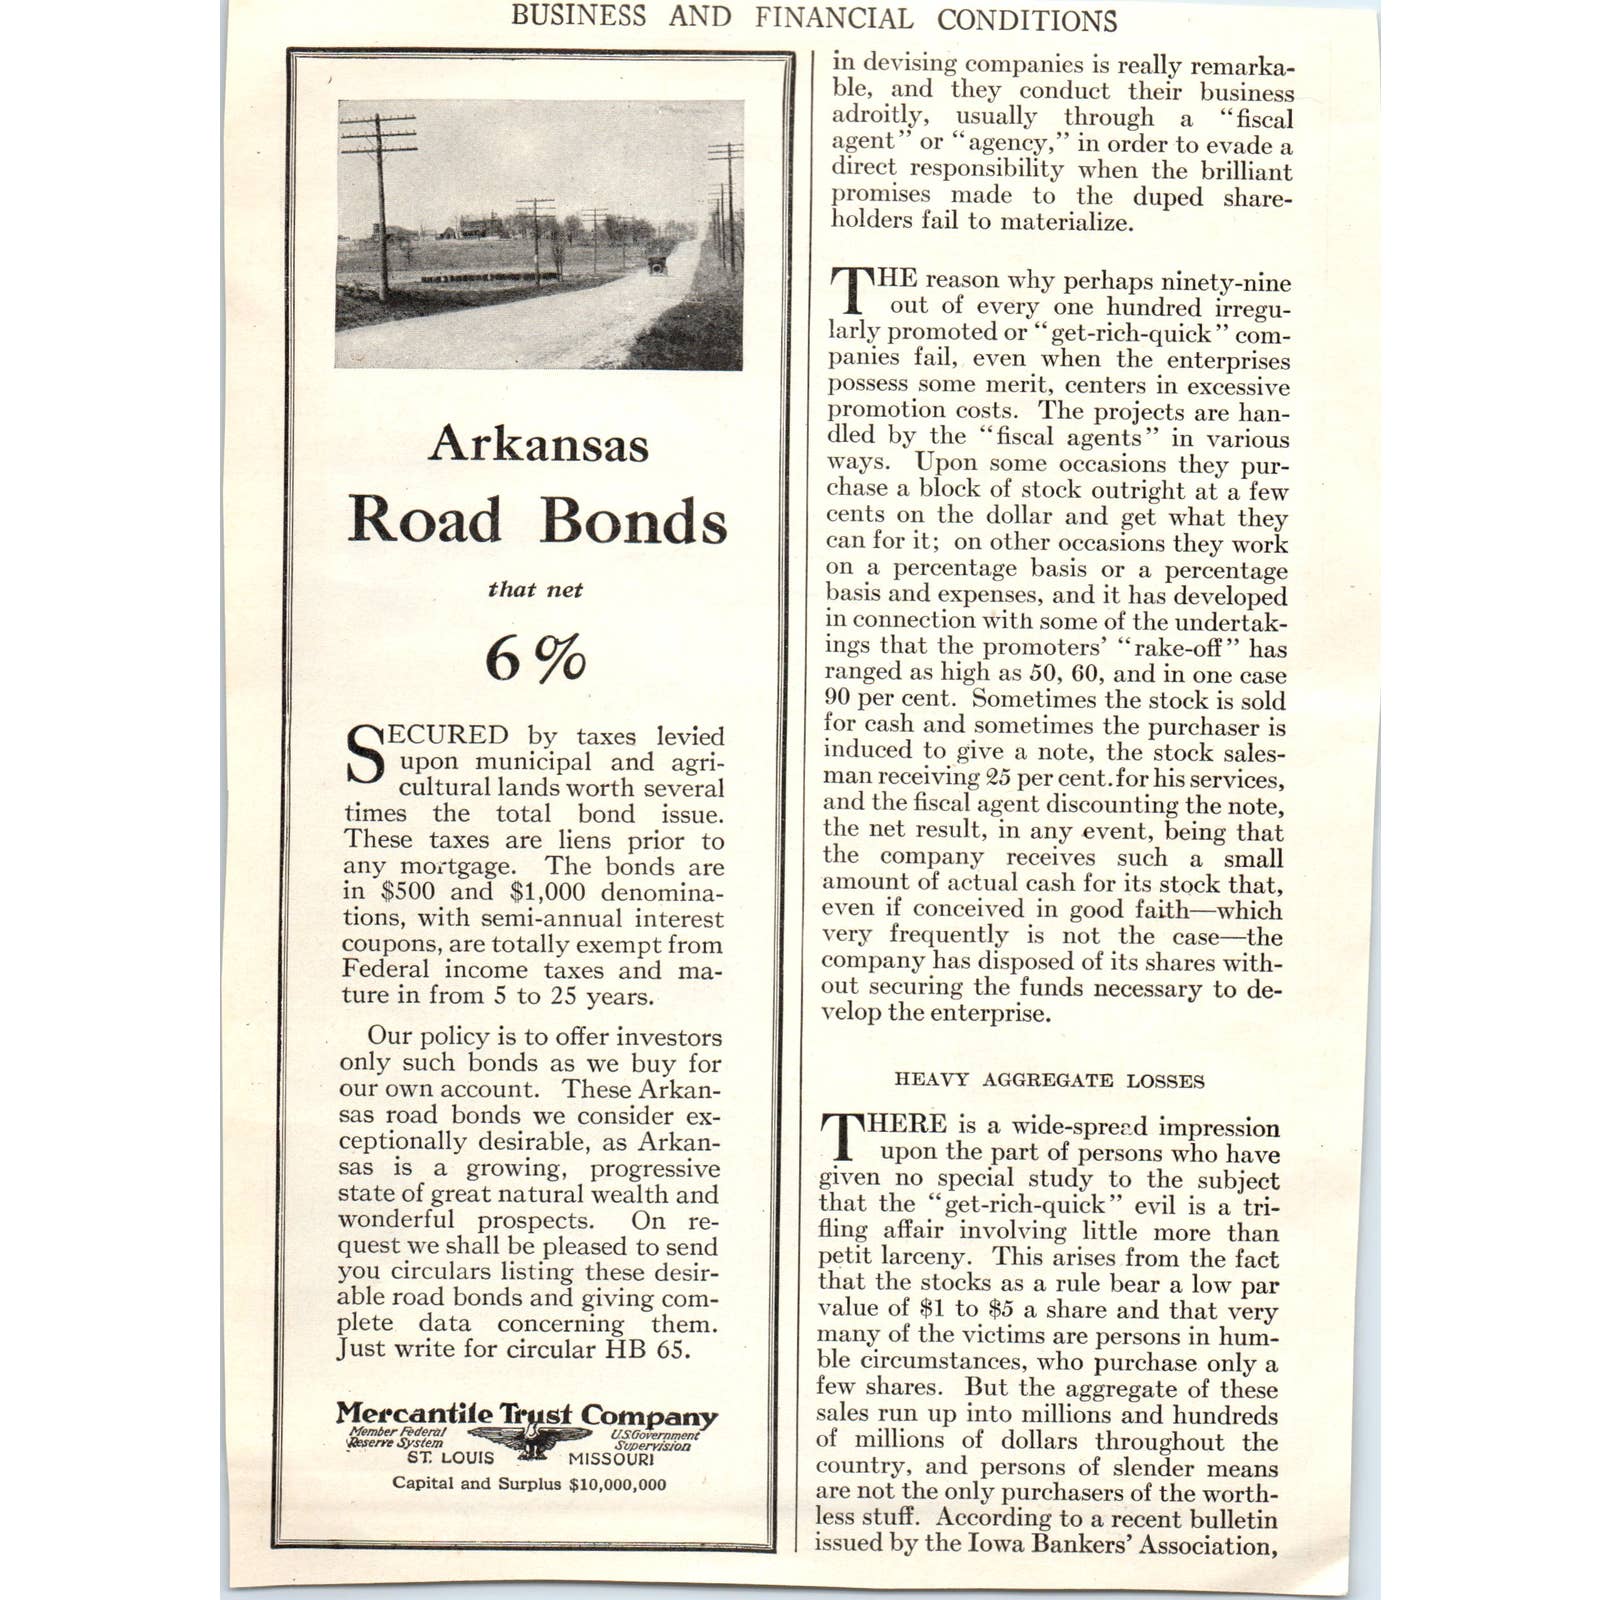 BUSINESS AND FINANCIAL CONDITIONS
Arkansas
Road Bonds
that net
6%
SECURED by taxes levied
upon municipal and agri-
cultural lands worth several
times the total bond issue.
These taxes are liens prior to
any mortgage. The bonds are
in $500 and $1,000 denomina-
tions, with semi-annual interest
coupons, are totally exempt from
Federal income taxes and ma-
ture in from 5 to 25 years.
Our policy is to offer investors
only such bonds as we buy for
our own account. These Arkan-
sas road bonds we consider ex-
ceptionally desirable, as Arkan-
sas is a growing, progressive
state of great natural wealth and
wonderful prospects. On re-
quest we shall be pleased to send
you circulars listing these desir-
able road bonds and giving com-
plete data concerning them.
Just write for circular HB 65.
Mercantile Trust Company
Member Federal
Reserve System
U.S Government
Supervision
ST. LOUIS MISSOURI
Capital and Surplus $10,000,000
in devising companies is really remarka-
ble, and they conduct their business
adroitly, usually through a "fiscal
agent" or "agency," in order to evade a
direct responsibility when the brilliant
promises made to the duped share-
holders fail to materialize.
THE reason why perhaps ninety-nine
out of every one hundred irregu-
larly promoted or "get-rich-quick" com-
panies fail, even when the enterprises
possess some merit, centers in excessive
promotion costs. The projects are han-
dled by the "fiscal agents" in various
ways. Upon some occasions they pur-
chase a block of stock outright at a few
cents on the dollar and get what they
can for it; on other occasions they work
on a percentage basis or a percentage
basis and expenses, and it has developed
in connection with some of the undertak-
ings that the promoters' "rake-off" has
ranged as high as 50, 60, and in one case
90 per cent. Sometimes the stock is sold
for cash and sometimes the purchaser is
induced to give a note, the stock sales-
man receiving 25 per cent. for his services,
and the fiscal agent discounting the note,
the net result, in any event, being that
the company receives such a small
amount of actual cash for its stock that,
even if conceived in good faith—which
very frequently is not the case—the
company has disposed of its shares with-
out securing the funds necessary to de-
velop the enterprise.
HEAVY AGGREGATE LOSSES
THERE is a wide-spread impression
upon the part of persons who have
given no special study to the subject
that the "get-rich-quick" evil is a tri-
fling affair involving little more than
petit larceny. This arises from the fact
that the stocks as a rule bear a low par
value of $1 to $5 a share and that very
many of the victims are persons in hum-
ble circumstances, who purchase only a
few shares. But the aggregate of these
sales run up into millions and hundreds
of millions of dollars throughout the
country, and persons of slender means
are not the only purchasers of the worth-
less stuff. According to a recent bulletin
issued by the Iowa Bankers' Association,